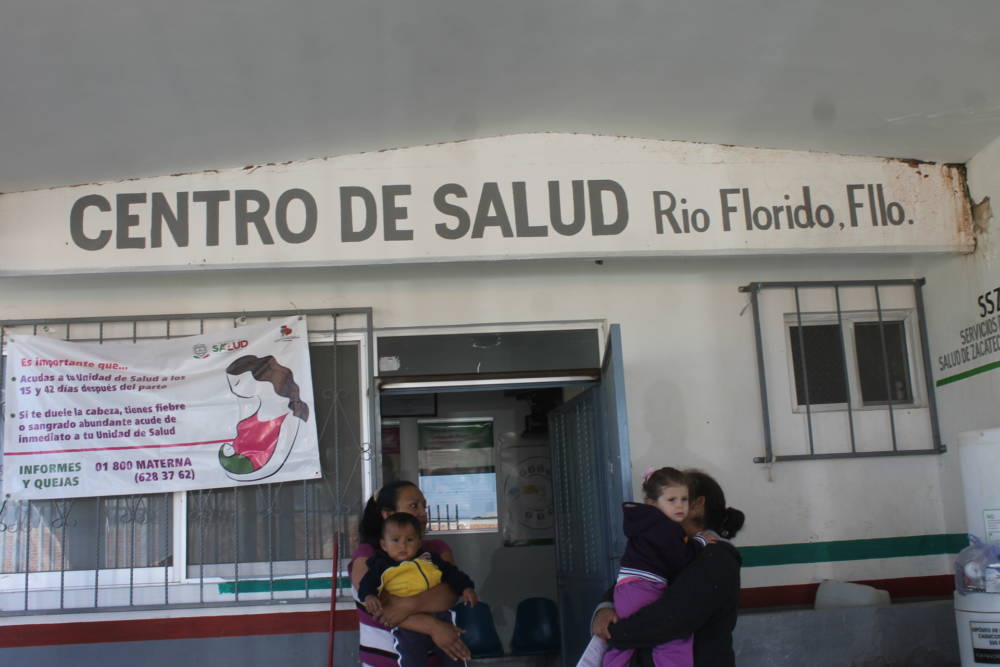 CENTRO DE SALUD Rio Florido, Fllo.
SALUD
Es importante que...
• Acudas a tu Unidad de Salud a los
15 y 42 días después del parto
• Si te duele la cabeza, tienes fiebre
o sangrado abundante acude de
inmediato a tu Unidad de Salud
INFORMES
Y QUEJAS
01 800 MATERNA
(628 37 62)
SSZ
SERVICIOS
SALUD DE ZACATEC